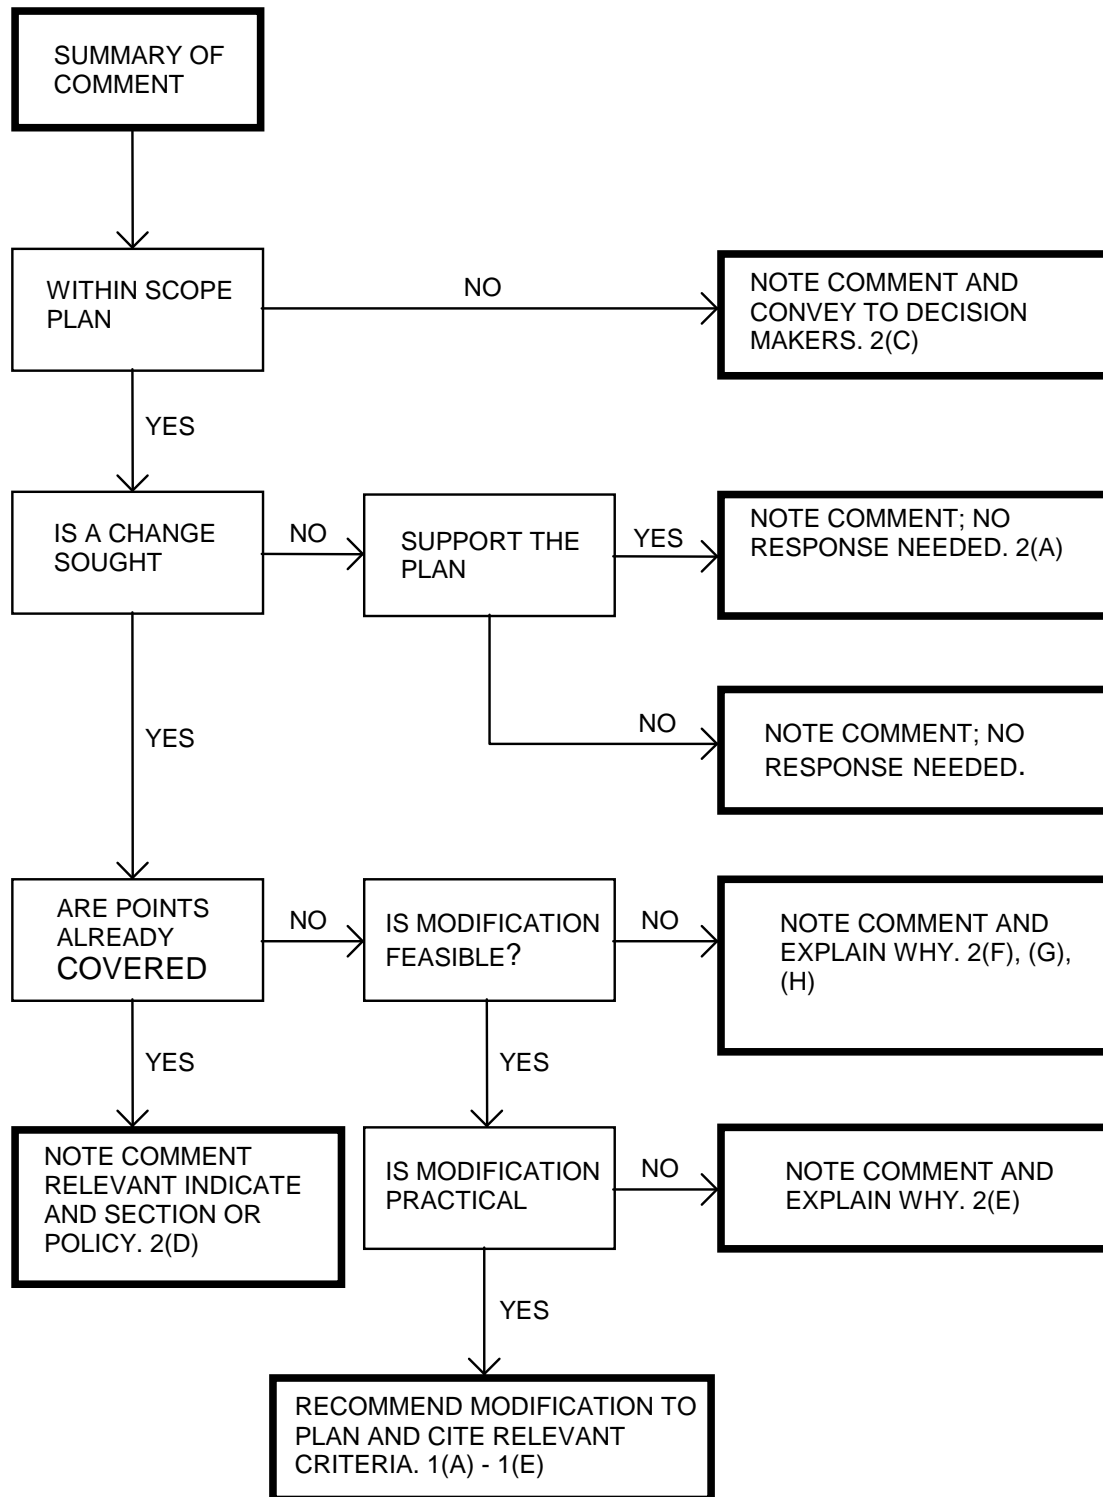 SUMMARY OF
COMMENT
WITHIN SCOPE
PLAN
NO
NOTE COMMENT AND
CONVEY TO DECISION
MAKERS. 2(C)
YES
IS A CHANGE
SOUGHT
NO
SUPPORT THE
PLAN
YES
NOTE COMMENT; NO
RESPONSE NEEDED. 2(A)
NO
NOTE COMMENT; NO
RESPONSE NEEDED.
YES
ARE POINTS
ALREADY
COVERED
NO
IS MODIFICATION
FEASIBLE?
NO
NOTE COMMENT AND
EXPLAIN WHY. 2(F), (G),
(H)
YES
YES
NOTE COMMENT
RELEVANT INDICATE
AND SECTION OR
POLICY. 2(D)
IS MODIFICATION
PRACTICAL
NO
NOTE COMMENT AND
EXPLAIN WHY. 2(E)
YES
RECOMMEND MODIFICATION TO
PLAN AND CITE RELEVANT
CRITERIA. 1(A) - 1(E)